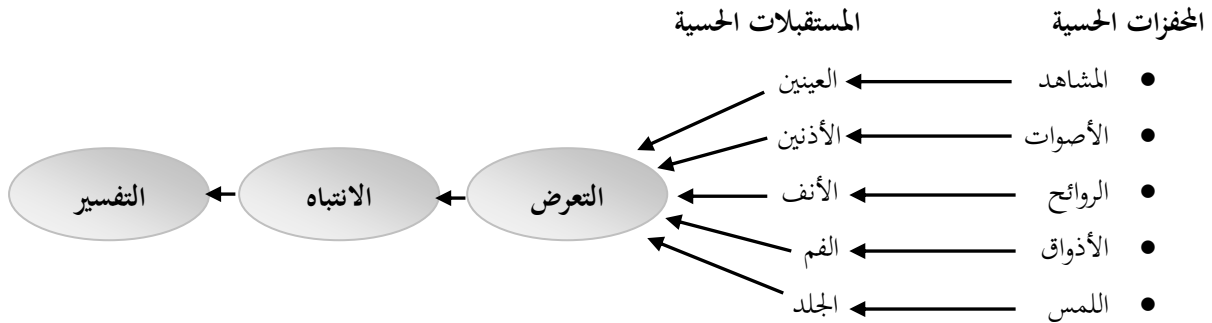 المحفزات الحسية المستقبلات الحسية
● المشاهد العينين
● الأصوات الأذنين
● الروائح الأنف التعرض الانتباه التفسير
● الأذواق الفم
● اللمس الجلد